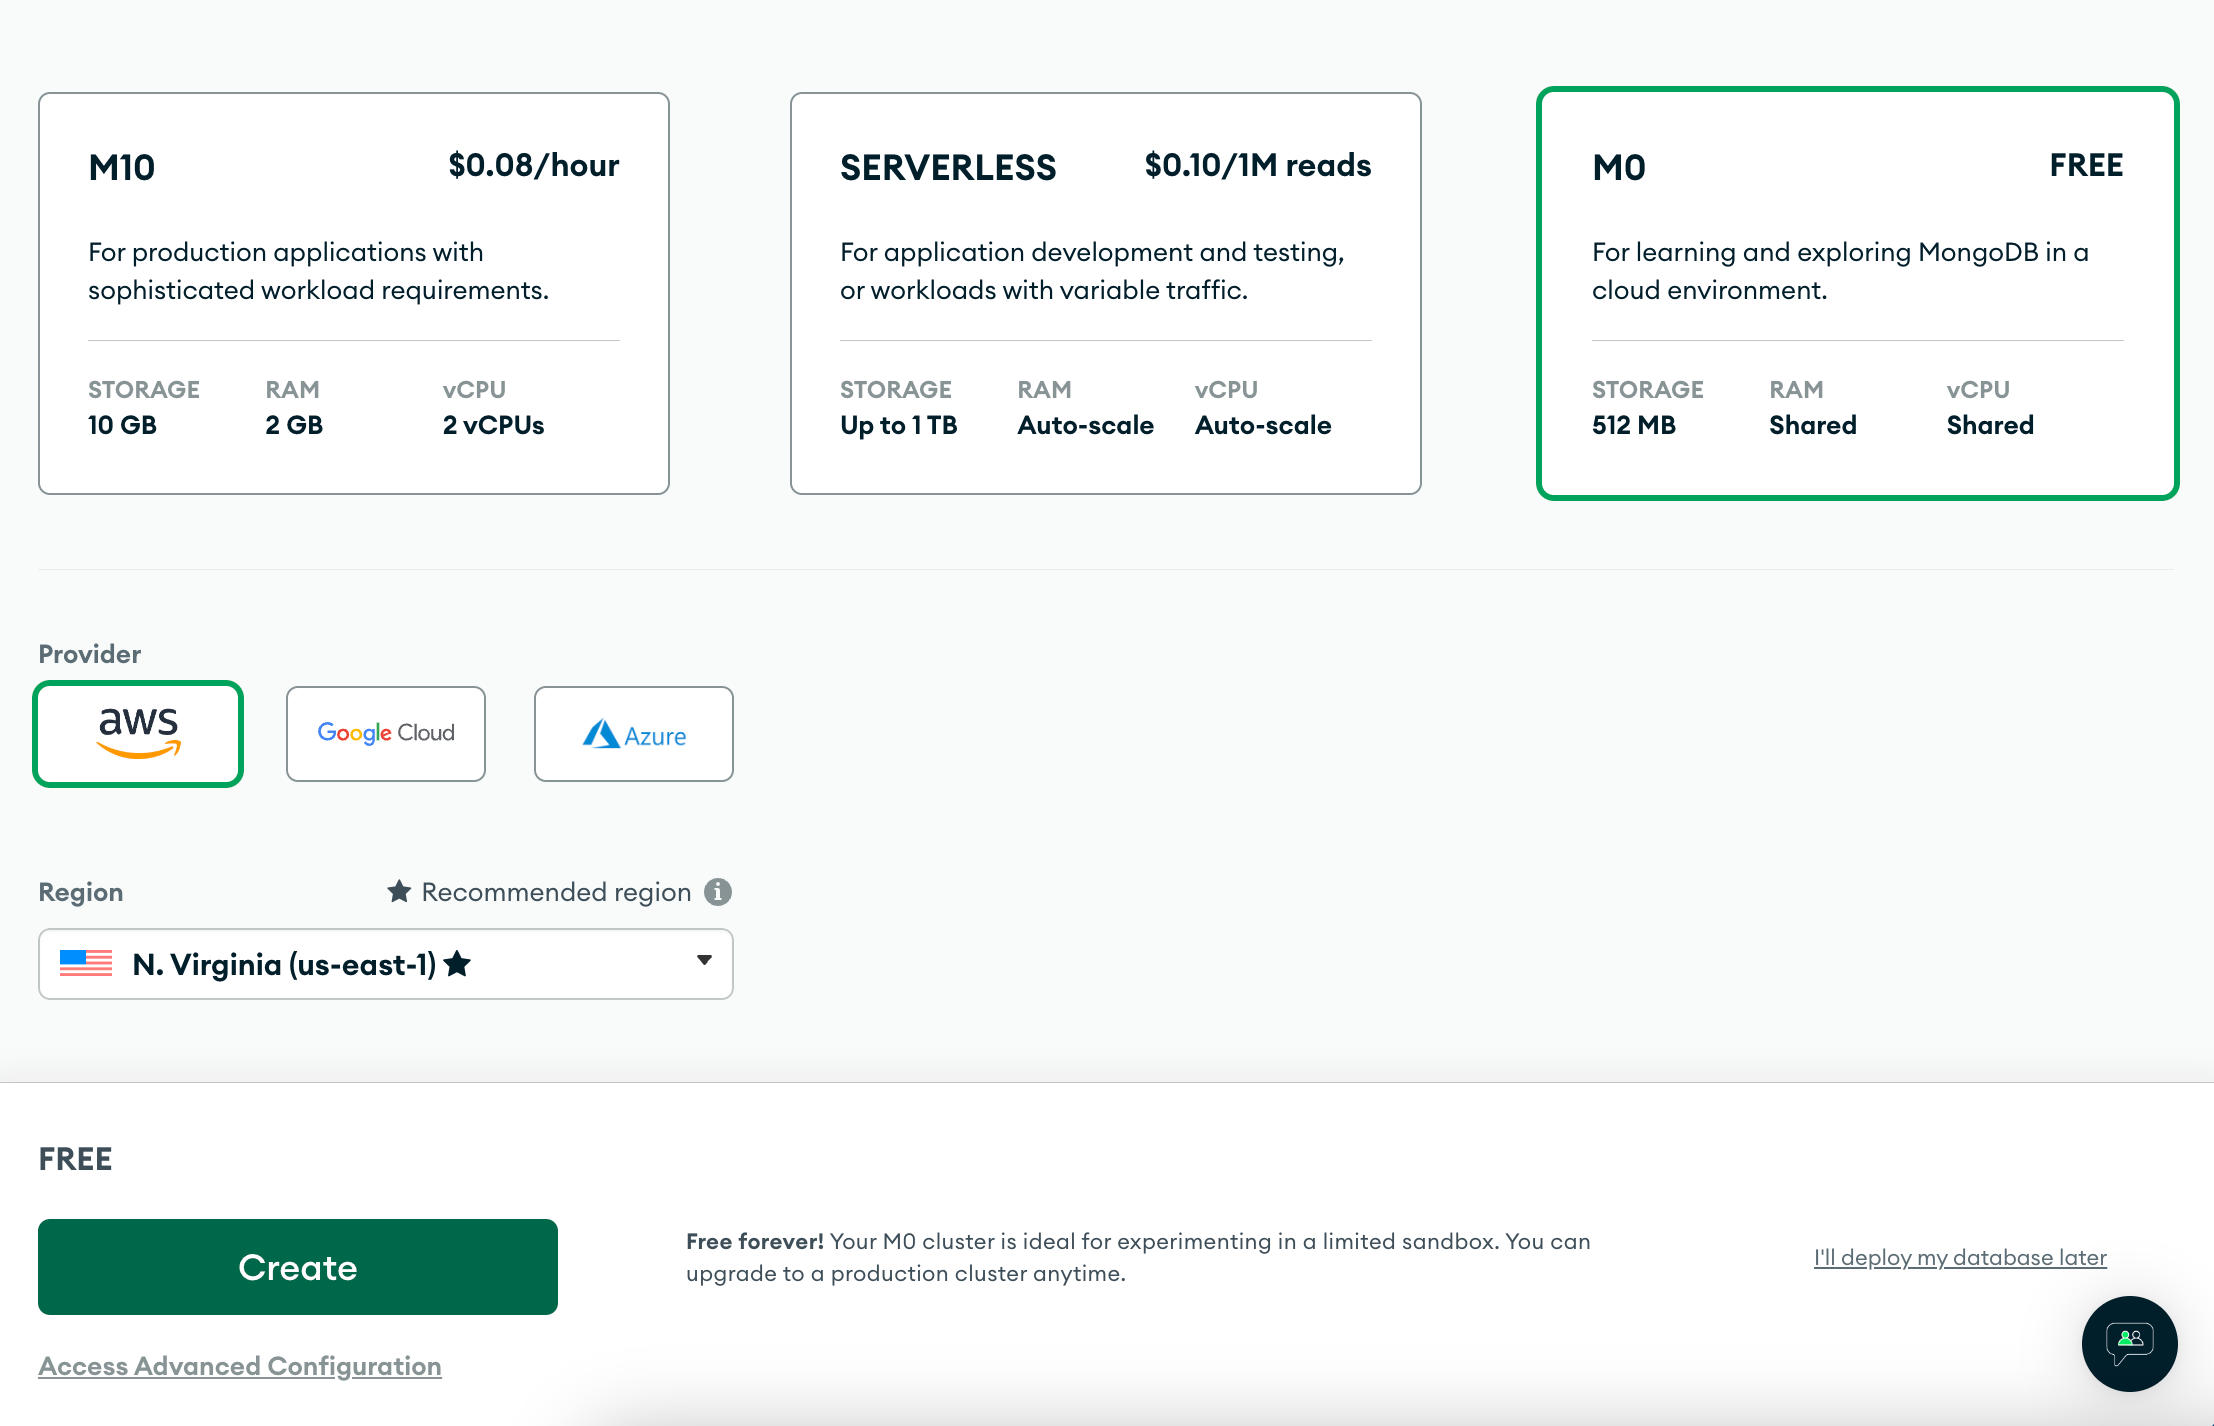 M10 $0.08/hour
For production applications with
sophisticated workload requirements.
STORAGE RAM vCPU
10 GB 2 GB 2 vCPUs
SERVERLESS $0.10/1M reads
For application development and testing,
or workloads with variable traffic.
STORAGE RAM vCPU
Up to 1 TB Auto-scale Auto-scale
M0 FREE
For learning and exploring MongoDB in a
cloud environment.
STORAGE RAM vCPU
512 MB Shared Shared
Provider
aws
Google Cloud
Azure
Region ★ Recommended region i
N. Virginia (us-east-1) ★
FREE
Create
Free forever! Your M0 cluster is ideal for experimenting in a limited sandbox. You can
upgrade to a production cluster anytime.
I'll deploy my database later
Access Advanced Configuration